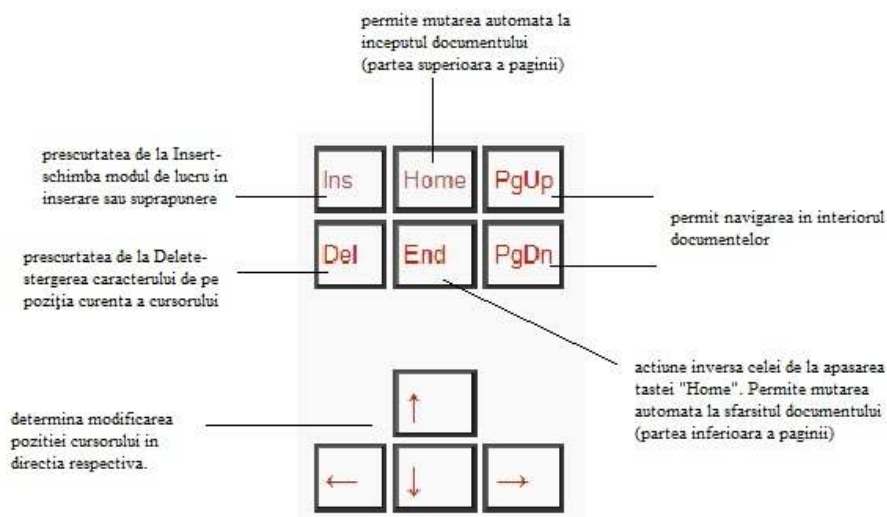 permite mutarea automata la
inceputul documentului
(partea superioara a paginii)
prescurtatea de la Insert-
schimba modul de lucru in
inserare sau suprapunere
Ins
Home
PgUp
permit navigarea in interiorul
documentelor
prescurtatea de la Delete-
stergerea caracterului de pe
poziţia curenta a cursorului
Del
End
PgDn
actiune inversa celei de la apasarea
tastei "Home". Permite mutarea
automata la sfarsitul documentului
(partea inferioara a paginii)
determina modificarea
pozitiei cursorului in
directia respectiva.
↑
← ↓ →